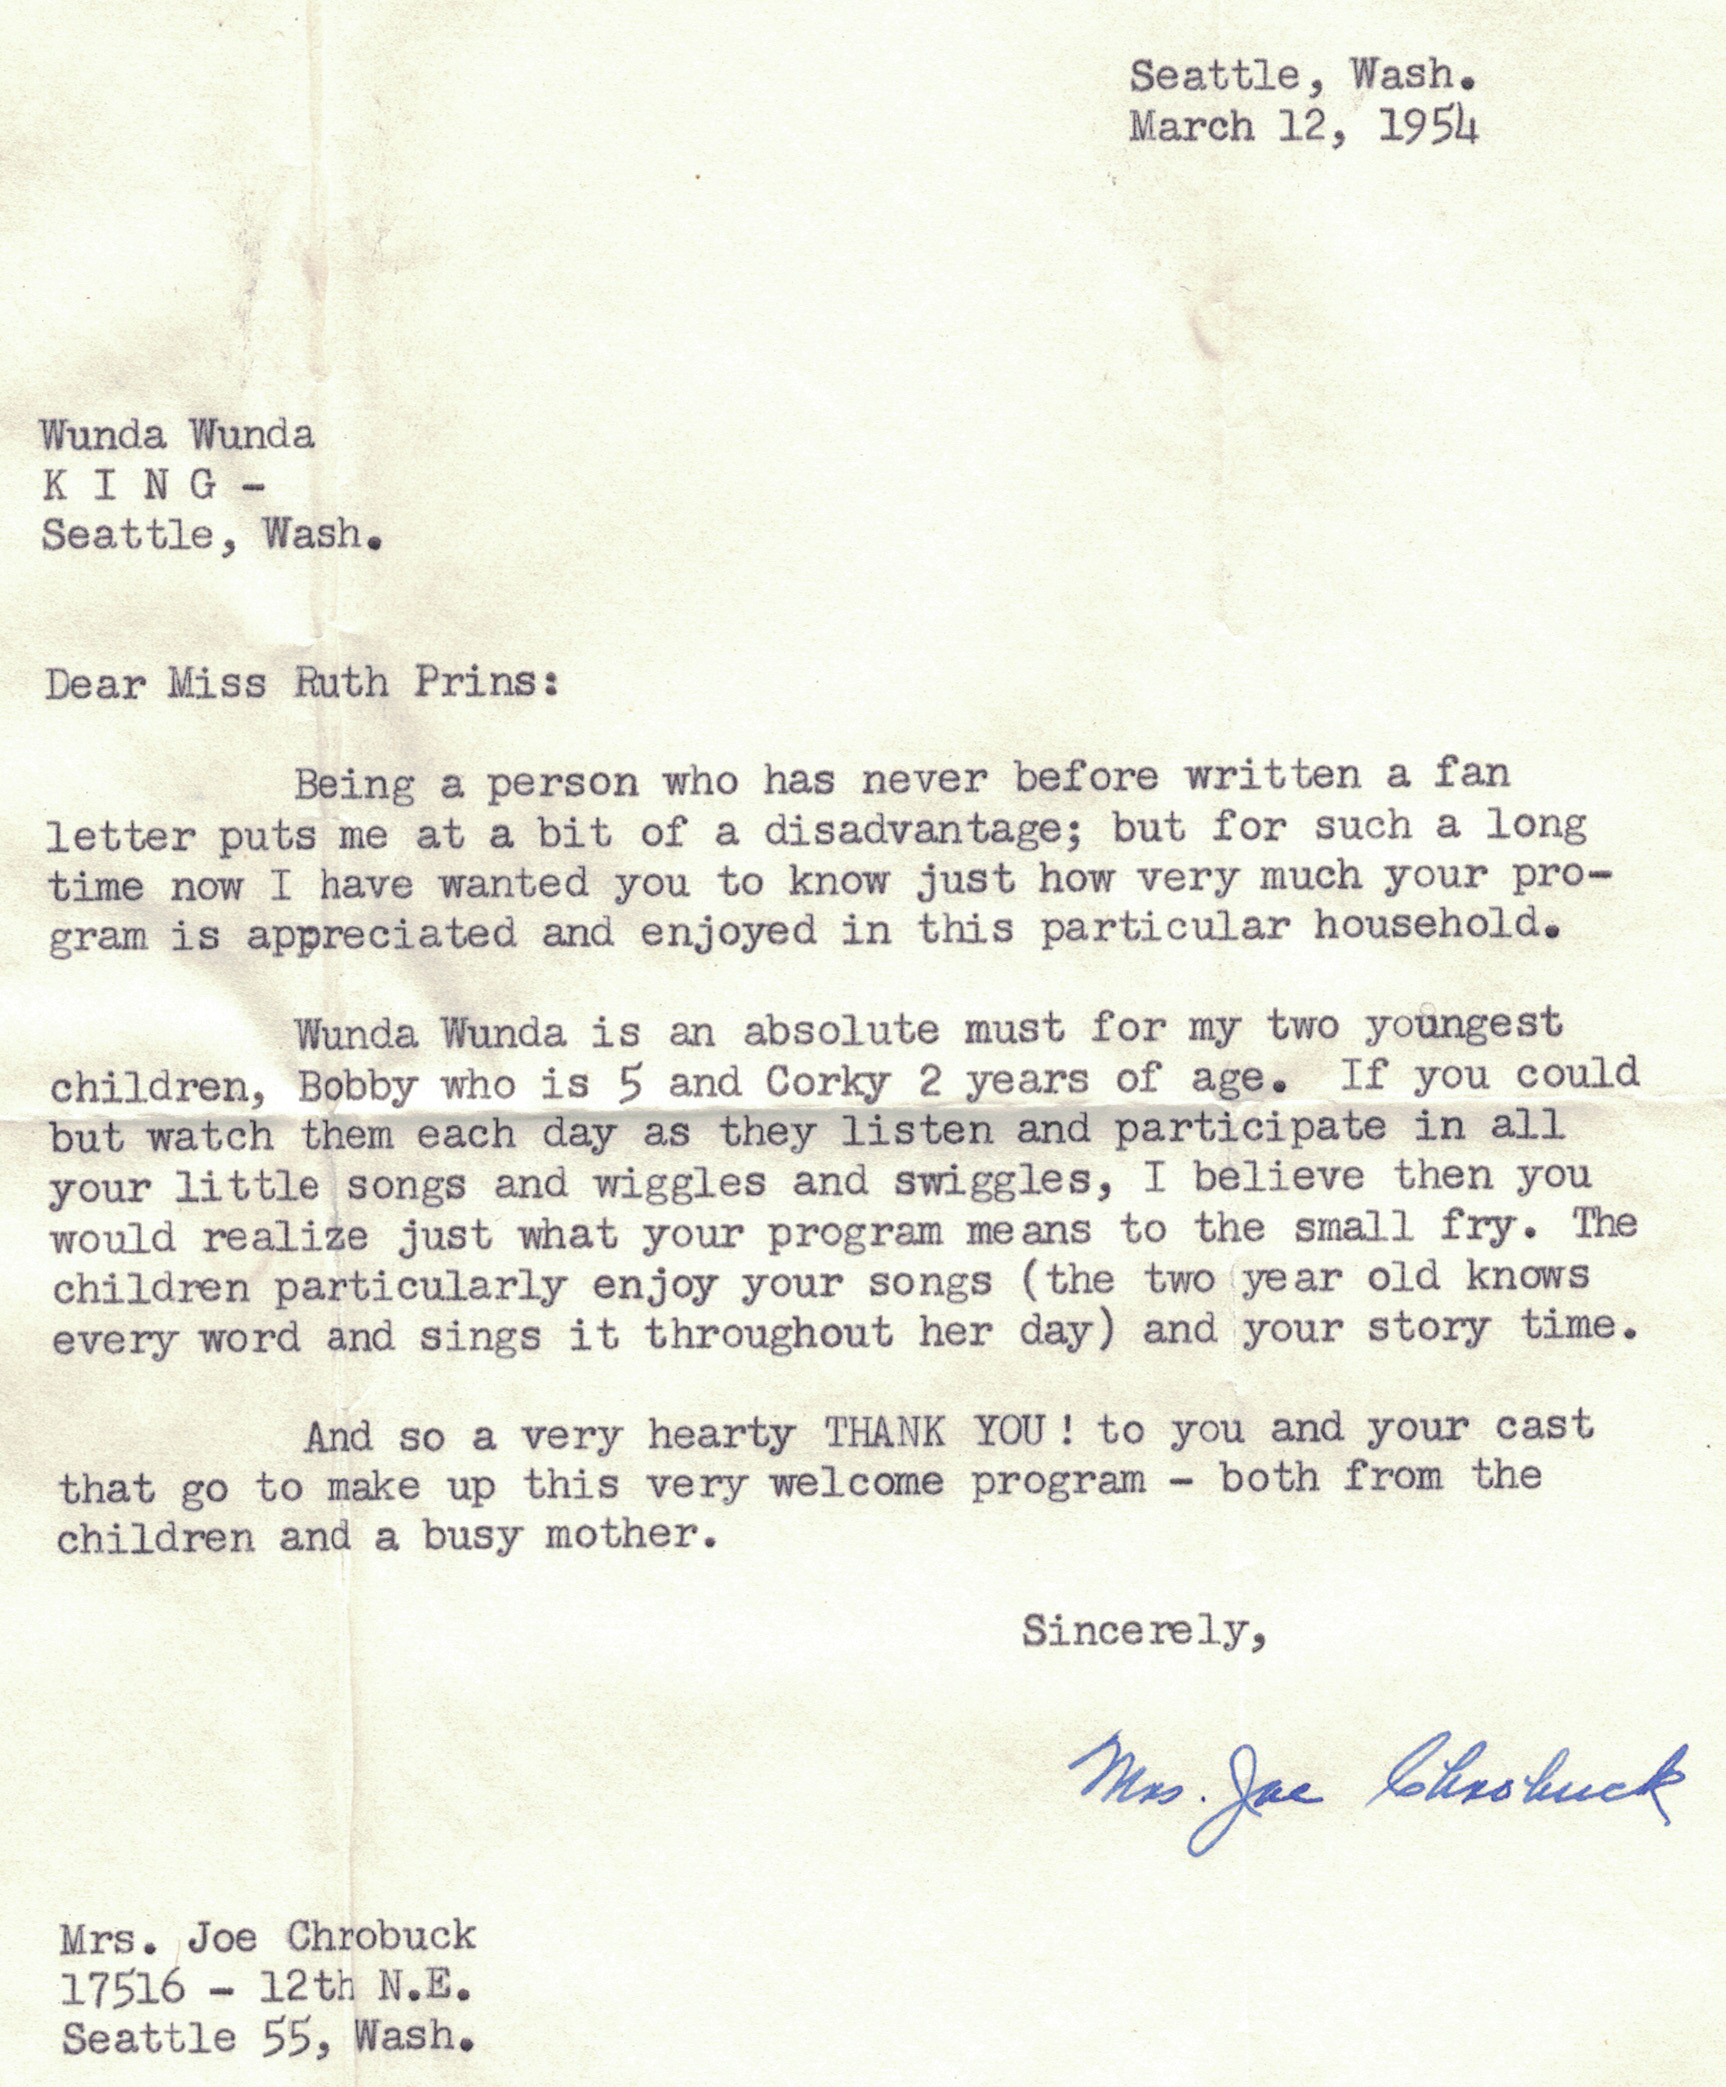 Seattle, Wash.
March 12, 1954
Wunda Wunda
K I N G -
Seattle, Wash.
Dear Miss Ruth Prins:
Being a person who has never before written a fan
letter puts me at a bit of a disadvantage; but for such a long
time now I have wanted you to know just how very much your pro-
gram is appreciated and enjoyed in this particular household.
Wunda Wunda is an absolute must for my two youngest
children, Bobby who is 5 and Corky 2 years of age. If you could
but watch them each day as they listen and participate in all
your little songs and wiggles and swiggles, I believe then you
would realize just what your program means to the small fry. The
children particularly enjoy your songs (the two year old knows
every word and sings it throughout her day) and your story time.
And so a very hearty THANK YOU! to you and your cast
that go to make up this very welcome program - both from the
children and a busy mother.
Sincerely,
Mrs. Joe Chrobuck
Mrs. Joe Chrobuck
17516 - 12th N.E.
Seattle 55, Wash.